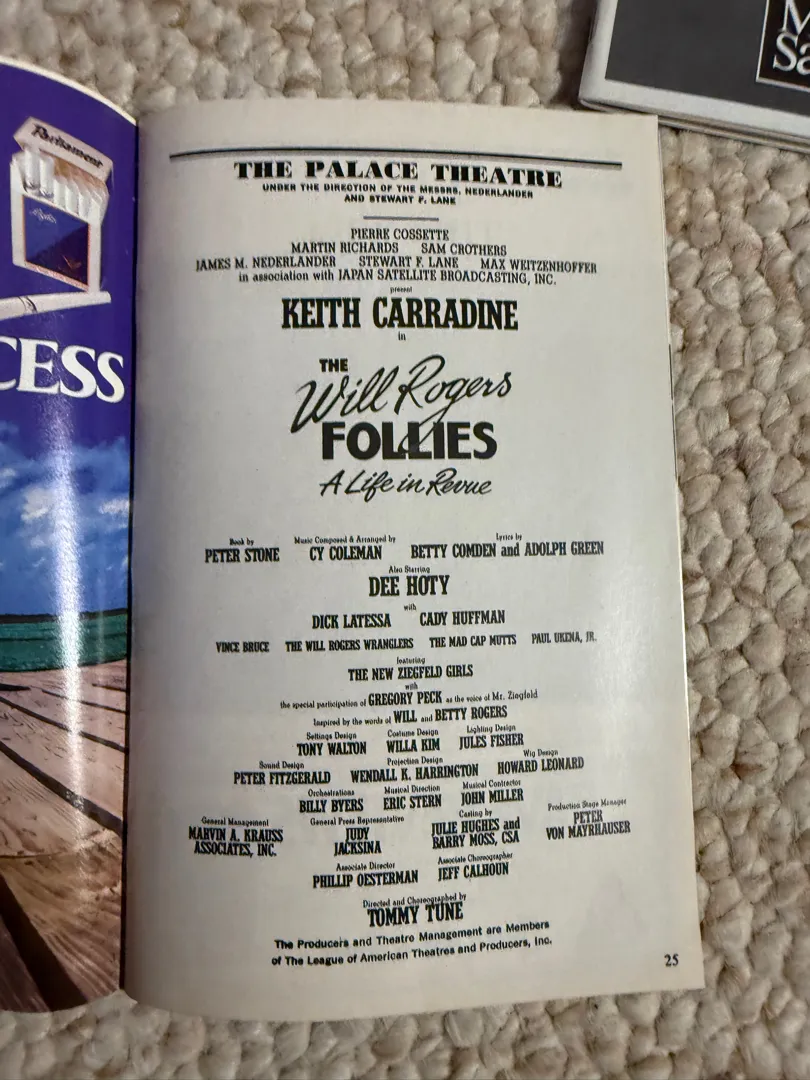 Parliament
CESS
M
Sa
THE PALACE THEATRE
UNDER THE DIRECTION OF THE MESSRS. NEDERLANDER
AND STEWART F. LANE
PIERRE COSSETTE
MARTIN RICHARDS SAM CROTHERS
JAMES M. NEDERLANDER STEWART F. LANE MAX WEITZENHOFFER
in association with JAPAN SATELLITE BROADCASTING, INC.
present
KEITH CARRADINE
in
THE
Will Rogers
FOLLIES
A Life in Revue
Book by Music Composed & Arranged by Lyrics by
PETER STONE CY COLEMAN BETTY COMDEN and ADOLPH GREEN
Also Starring
DEE HOTY
with
DICK LATESSA CADY HUFFMAN
VINCE BRUCE THE WILL ROGERS WRANGLERS THE MAD CAP MUTTS PAUL UKENA, JR.
featuring
THE NEW ZIEGFELD GIRLS
with
the special participation of GREGORY PECK as the voice of Mr. Ziegfeld
Inspired by the words of WILL and BETTY ROGERS
Settings Design Costume Design Lighting Design
TONY WALTON WILLA KIM JULES FISHER
Sound Design Projection Design Wig Design
PETER FITZGERALD WENDALL K. HARRINGTON HOWARD LEONARD
Orchestrations Musical Direction Musical Contractor
BILLY BYERS ERIC STERN JOHN MILLER
General Management General Press Representative Casting by Production Stage Manager
MARVIN A. KRAUSS JUDY JULIE HUGHES and PETER
ASSOCIATES, INC. JACKSINA BARRY MOSS, CSA VON MAYRHAUSER
Associate Director Associate Choreographer
PHILLIP OESTERMAN JEFF CALHOUN
Directed and Choreographed by
TOMMY TUNE
The Producers and Theatre Management are Members
of The League of American Theatres and Producers, Inc.
25